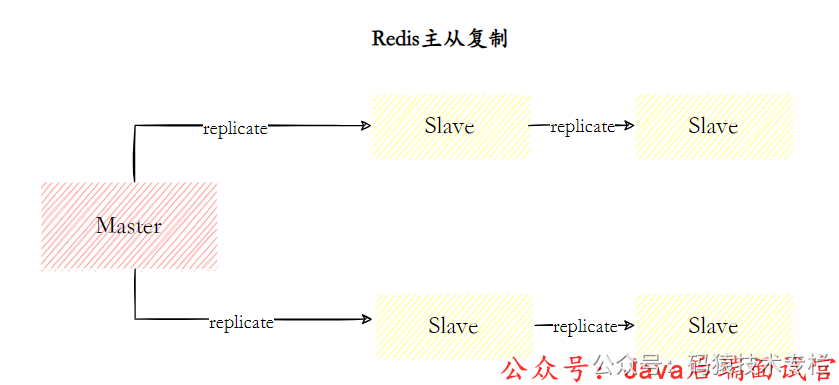 Redis主从复制
replicate
Slave
replicate
Slave
Master
replicate
Slave
replicate
Slave
公众号：码猿技术专栏
公众号：Java后端面试官